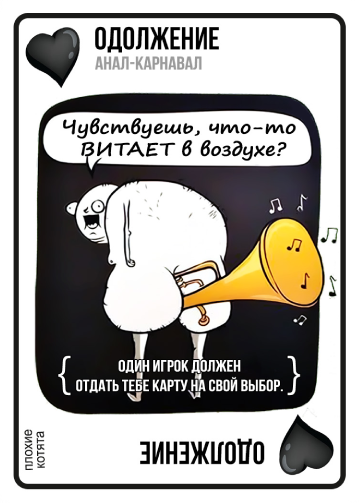 ОДОЛЖЕНИЕ
АНАЛ-КАРНАВАЛ
Чувствуешь, что-то
ВИТАЕТ в воздухе?
{ ОДИН ИГРОК ДОЛЖЕН
ОТДАТЬ ТЕБЕ КАРТУ НА СВОЙ ВЫБОР. }
плохие
котята
ОДОЛЖЕНИЕ